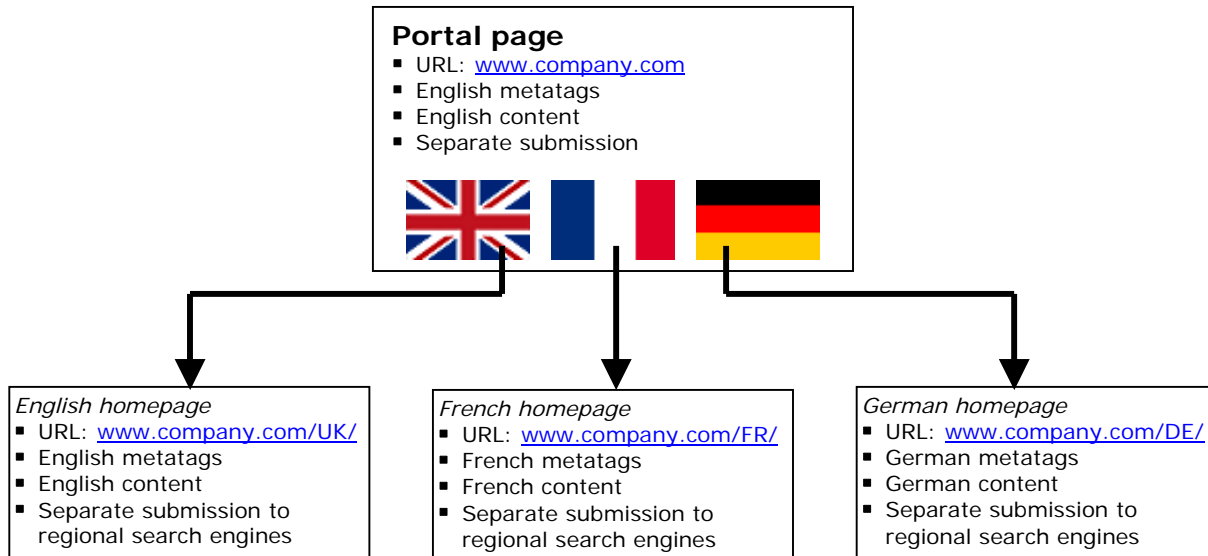 Portal page
▪ URL: www.company.com
▪ English metatags
▪ English content
▪ Separate submission
English homepage
▪ URL: www.company.com/UK/
▪ English metatags
▪ English content
▪ Separate submission to
regional search engines
French homepage
▪ URL: www.company.com/FR/
▪ French metatags
▪ French content
▪ Separate submission to
regional search engines
German homepage
▪ URL: www.company.com/DE/
▪ German metatags
▪ German content
▪ Separate submission to
regional search engines